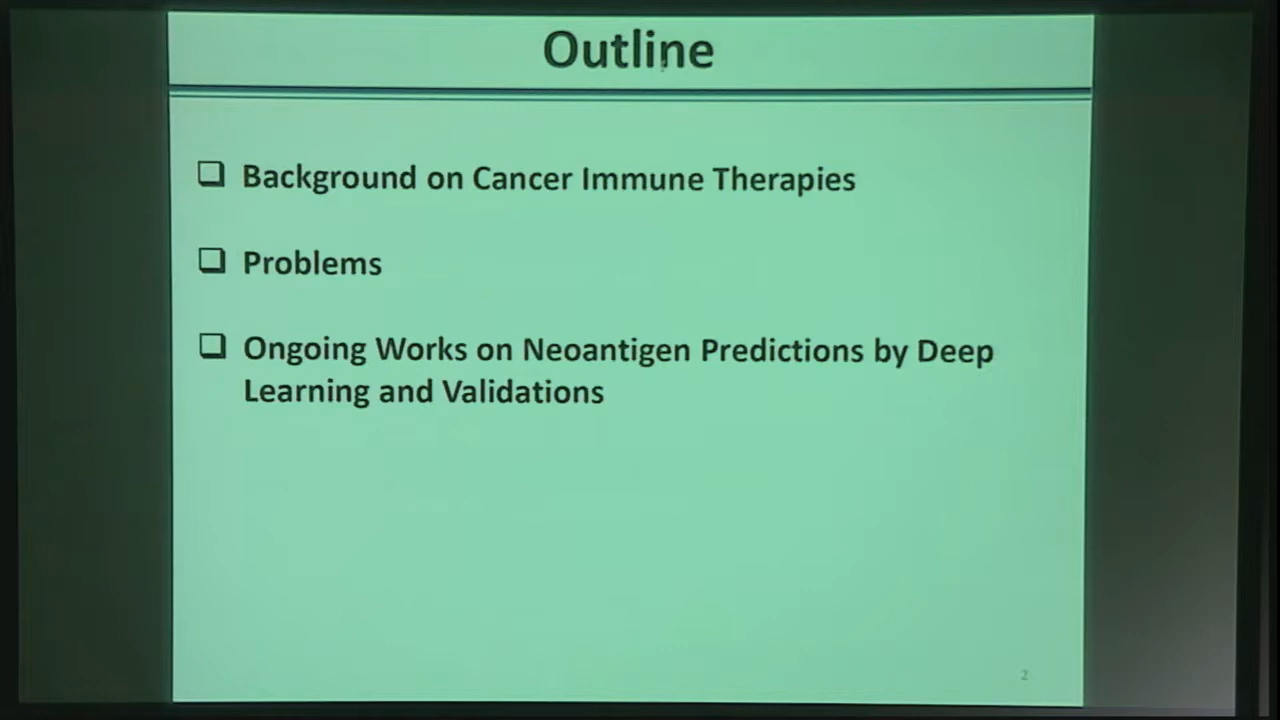 Outline
❑ Background on Cancer Immune Therapies
❑ Problems
❑ Ongoing Works on Neoantigen Predictions by Deep
Learning and Validations
2